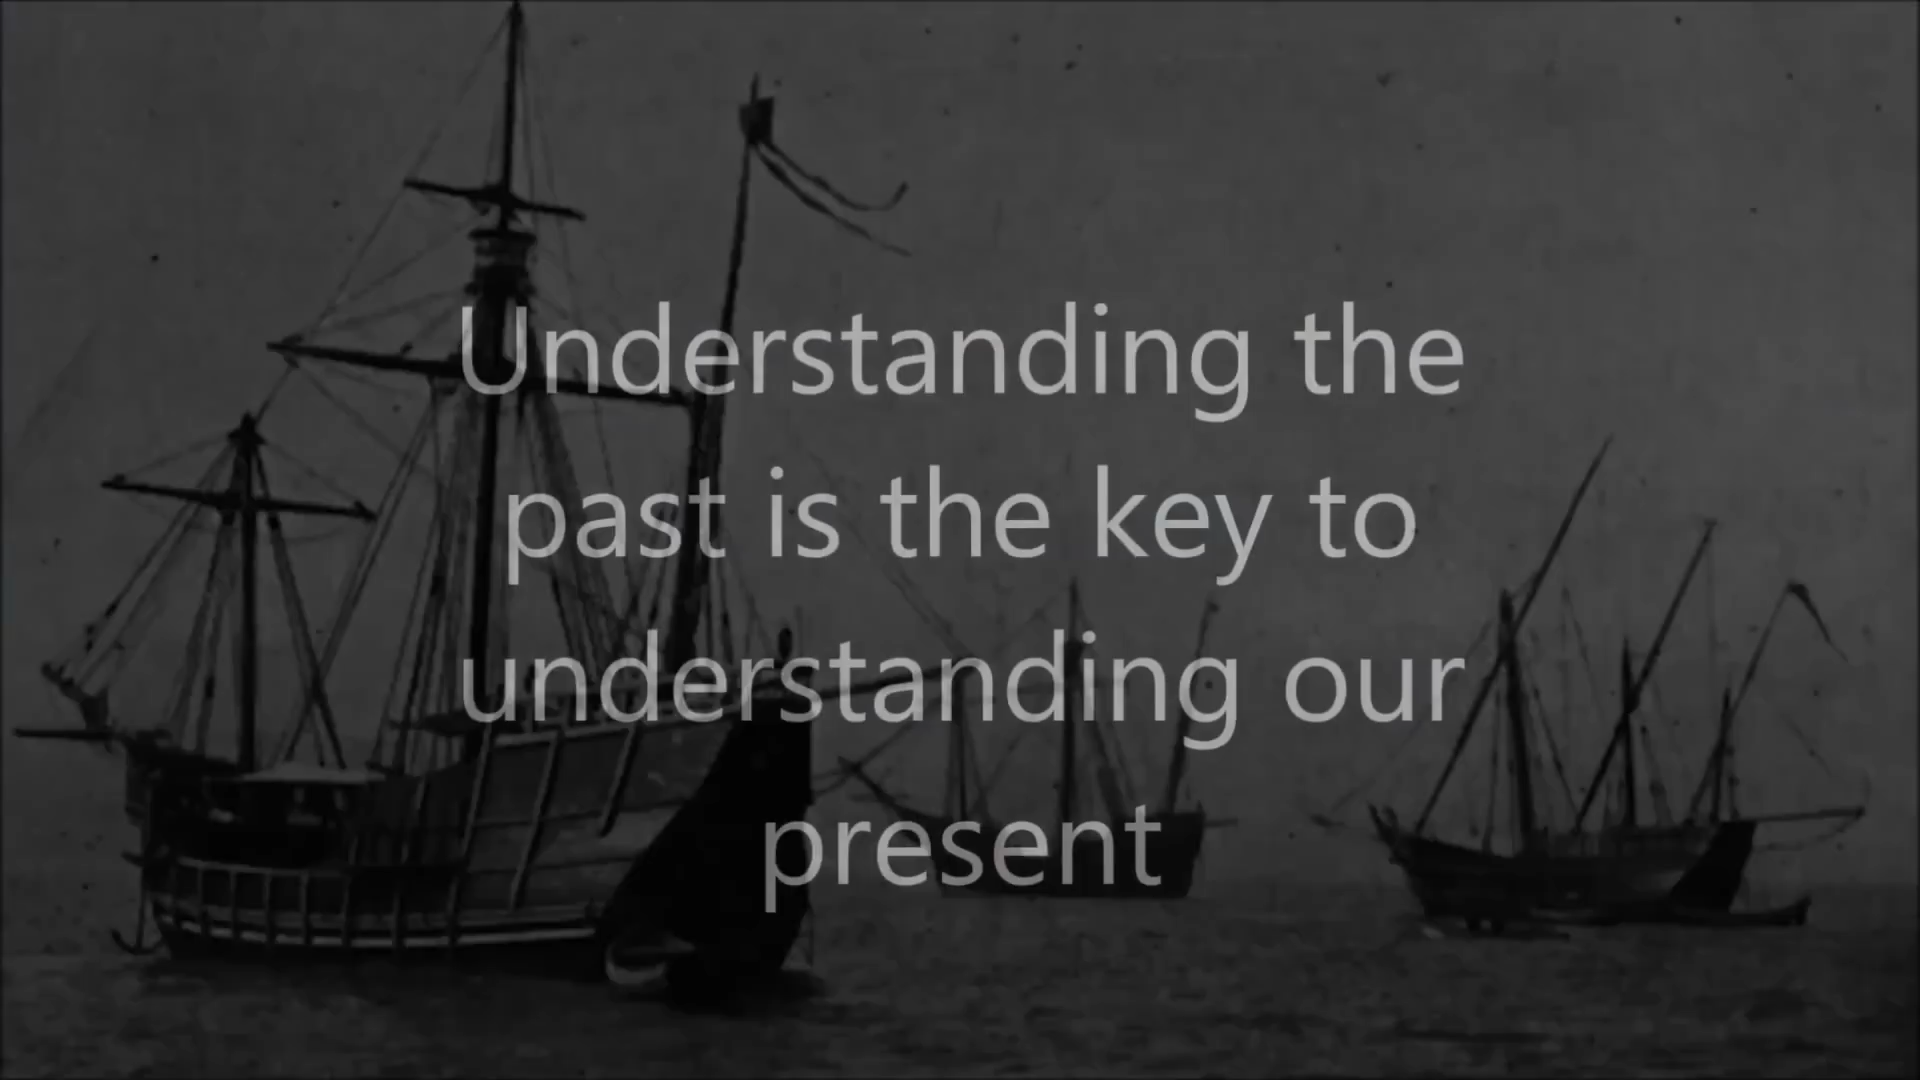 Understanding the
past is the key to
understanding our
present